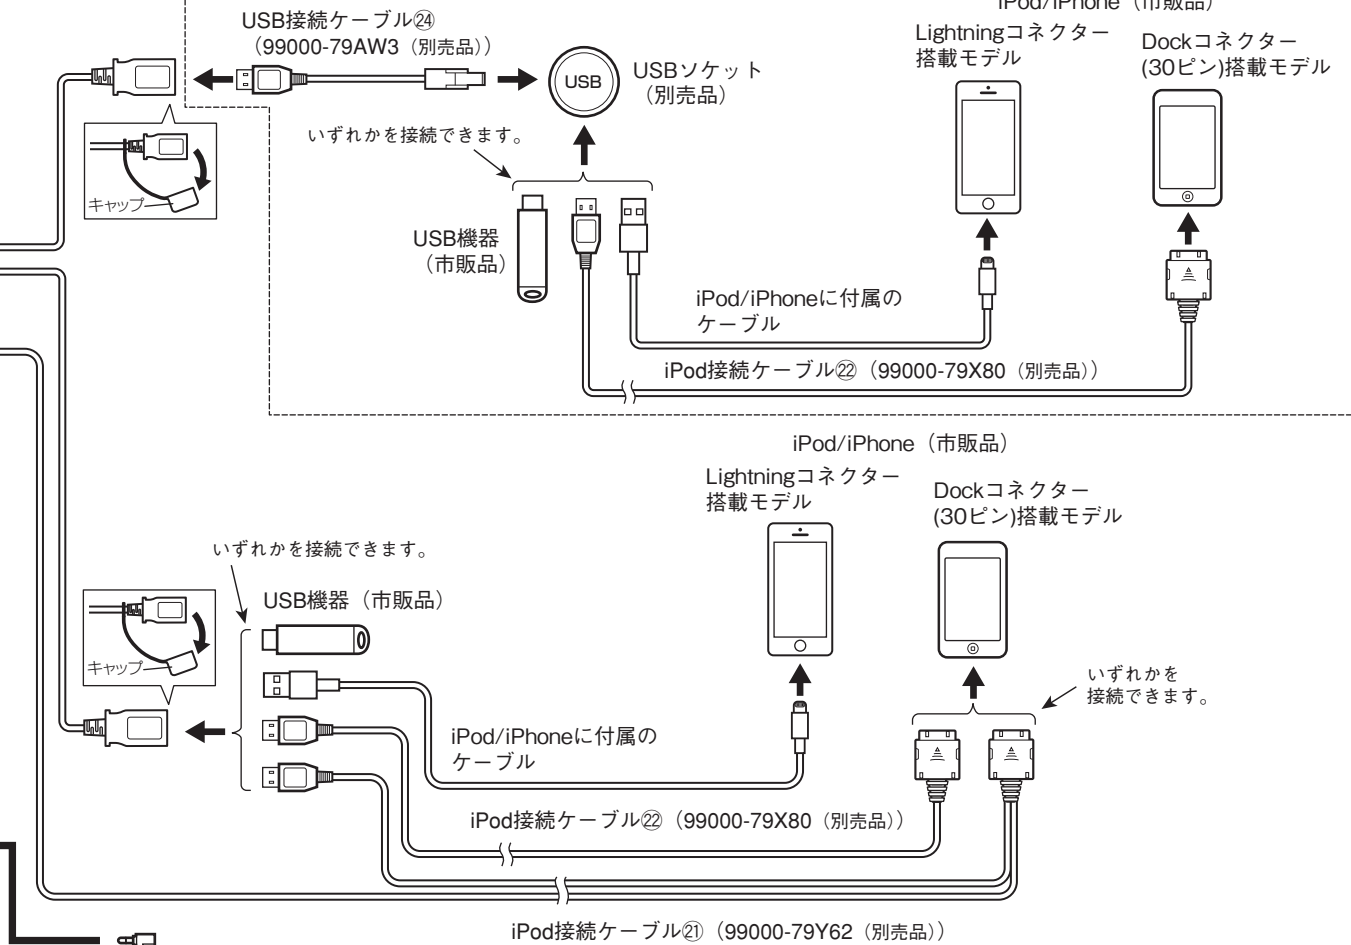 iPod/iPhone（市販品）
USB接続ケーブル㉔
（99000-79AW3（別売品））
USB
USBソケット
（別売品）
Lightningコネクター
搭載モデル
Dockコネクター
(30ピン)搭載モデル
いずれかを接続できます。
キャップ
USB機器
（市販品）
iPod/iPhoneに付属の
ケーブル
iPod接続ケーブル㉒（99000-79X80（別売品））
iPod/iPhone（市販品）
Lightningコネクター
搭載モデル
Dockコネクター
(30ピン)搭載モデル
いずれかを接続できます。
USB機器（市販品）
キャップ
いずれかを
接続できます。
iPod/iPhoneに付属の
ケーブル
iPod接続ケーブル㉒（99000-79X80（別売品））
iPod接続ケーブル㉑（99000-79Y62（別売品））